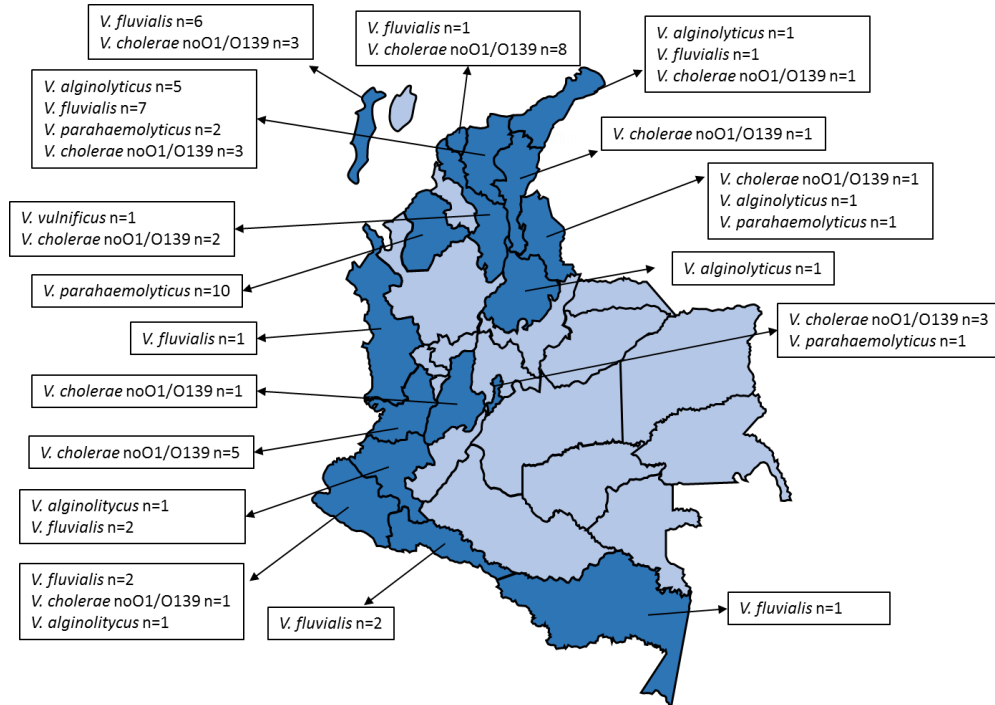 V. fluvialis n=6
V. cholerae noO1/O139 n=3
V. fluvialis n=1
V. cholerae noO1/O139 n=8
V. alginolyticus n=1
V. fluvialis n=1
V. cholerae noO1/O139 n=1
V. alginolyticus n=5
V. fluvialis n=7
V. parahaemolyticus n=2
V. cholerae noO1/O139 n=3
V. cholerae noO1/O139 n=1
V. cholerae noO1/O139 n=1
V. alginolyticus n=1
V. parahaemolyticus n=1
V. vulnificus n=1
V. cholerae noO1/O139 n=2
V. alginolyticus n=1
V. parahaemolyticus n=10
V. cholerae noO1/O139 n=3
V. parahaemolyticus n=1
V. fluvialis n=1
V. cholerae noO1/O139 n=1
V. cholerae noO1/O139 n=5
V. alginolitycus n=1
V. fluvialis n=2
V. fluvialis n=2
V. cholerae noO1/O139 n=1
V. alginolitycus n=1
V. fluvialis n=2
V. fluvialis n=1